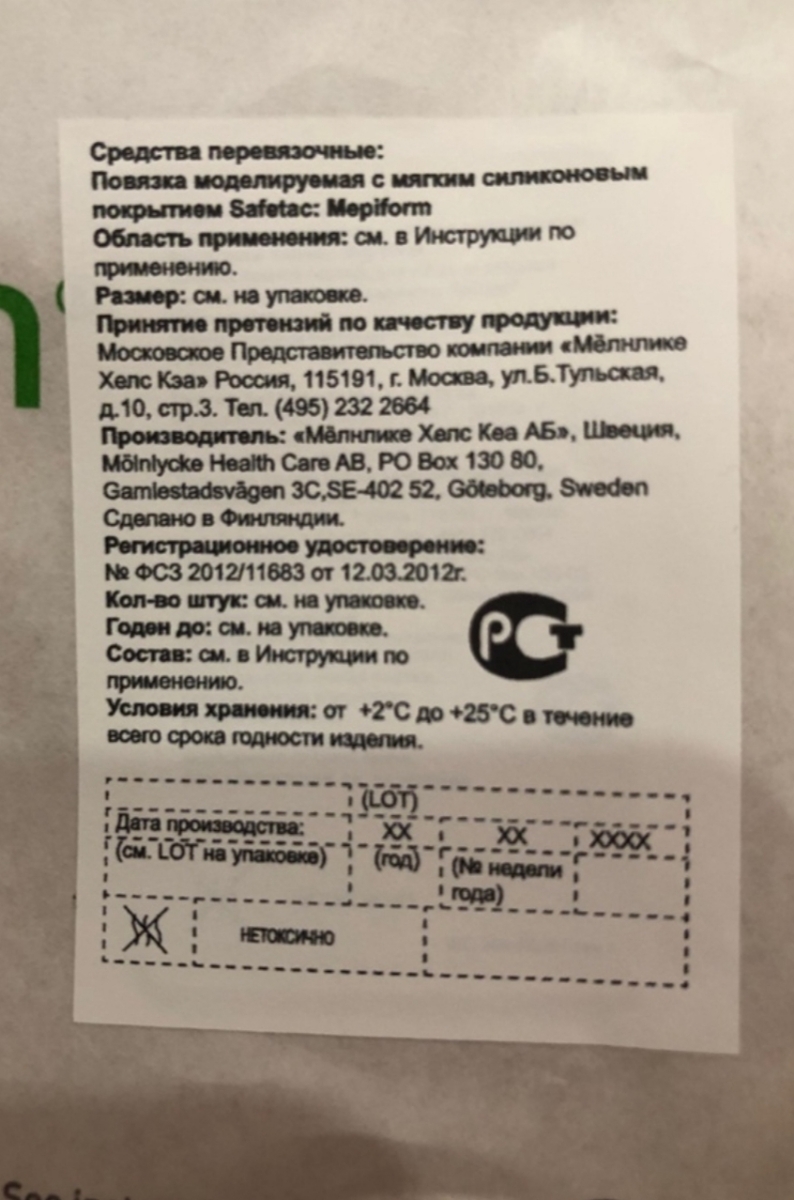 Средства перевязочные:
Повязка моделируемая с мягким силиконовым
покрытием Safetac: Mepiform
Область применения: см. в Инструкции по
применению.
Размер: см. на упаковке.
Принятие претензий по качеству продукции:
Московское Представительство компании «Мёлнлике
Хелс Кэа» Россия, 115191, г. Москва, ул.Б.Тульская,
д.10, стр.3. Тел. (495) 232 2664
Производитель: «Мёлнлике Хелс Кеа АБ», Швеция,
Mölnlycke Health Care AB, PO Box 130 80,
Gamlestadsvägen 3C,SE-402 52, Göteborg, Sweden
Сделано в Финляндии.
Регистрационное удостоверение:
№ ФСЗ 2012/11683 от 12.03.2012г.
Кол-во штук: см. на упаковке.
Годен до: см. на упаковке.
Состав: см. в Инструкции по
применению.
РСТ
Условия хранения: от +2°С до +25°С в течение
всего срока годности изделия.
(LOT)
Дата производства: XX XX XXXX
(см. LOT на упаковке) (год) (№ недели
года)
НЕТОКСИЧНО